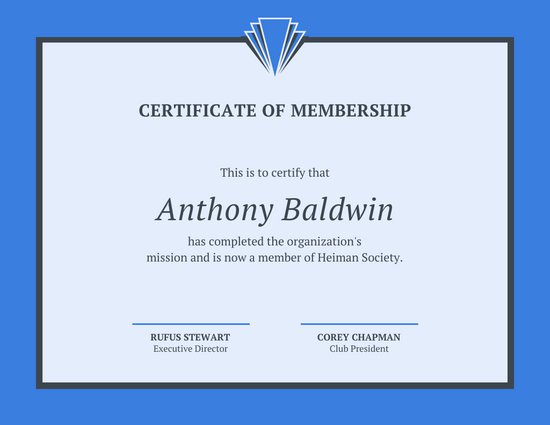 CERTIFICATE OF MEMBERSHIP
This is to certify that
Anthony Baldwin
has completed the organization's
mission and is now a member of Heiman Society.
RUFUS STEWART
Executive Director
COREY CHAPMAN
Club President